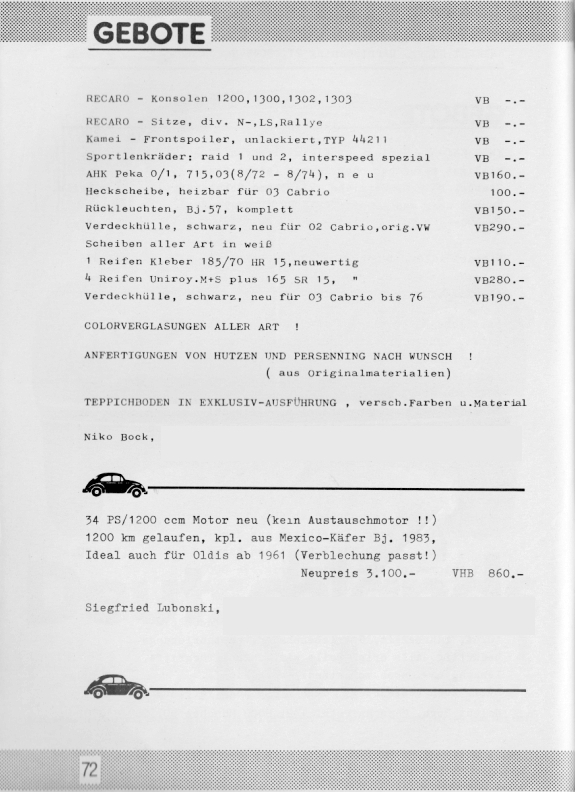 GEBOTE
RECARO - Konsolen 1200,1300,1302,1303 VB -.-
RECARO - Sitze, div. N-,LS,Rallye VB -.-
Kamei - Frontspoiler, unlackiert,TYP 44211 VB -.-
Sportlenkräder; raid 1 und 2, interspeed spezial VB -.-
AHK Peka 0/1, 715,03(8/72 - 8/74), n e u VB160.-
Heckscheibe, heizbar für 03 Cabrio 100.-
Rückleuchten, Bj.57, komplett VB150.-
Verdeckhülle, schwarz, neu für 02 Cabrio,orig.VW VB290.-
Scheiben aller Art in weiß
1 Reifen Kleber 185/70 HR 15,neuwertig VB110.-
4 Reifen Uniroy.M+S plus 165 SR 15, " VB280.-
Verdeckhülle, schwarz, neu für 03 Cabrio bis 76 VB190.-
COLORVERGLASUNGEN ALLER ART !
ANFERTIGUNGEN VON HUTZEN UND PERSENNING NACH WUNSCH !
( aus Originalmaterialien)
TEPPICHBODEN IN EXKLUSIV-AUSFÜHRUNG , versch.Farben u.Material
Niko Bock,
34 PS/1200 ccm Motor neu (kein Austauschmotor !!)
1200 km gelaufen, kpl. aus Mexico-Käfer Bj. 1983,
Ideal auch für Oldis ab 1961 (Verblechung passt!)
Neupreis 3.100.- VHB 860.-
Siegfried Lubonski,
72